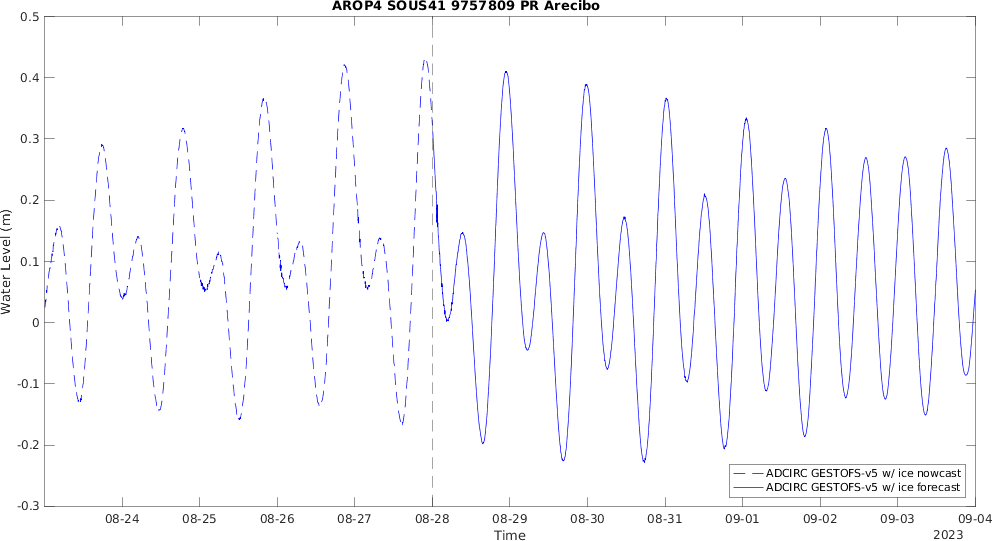 AROP4 SOUS41 9757809 PR Arecibo
0.5
0.4
0.3
0.2
0.1
0
-0.1
-0.2
-0.3
Water Level (m)
ADCIRC GESTOFS-v5 w/ ice nowcast
ADCIRC GESTOFS-v5 w/ ice forecast
08-24 08-25 08-26 08-27 08-28 08-29 08-30 08-31 09-01 09-02 09-03 09-04
Time
2023